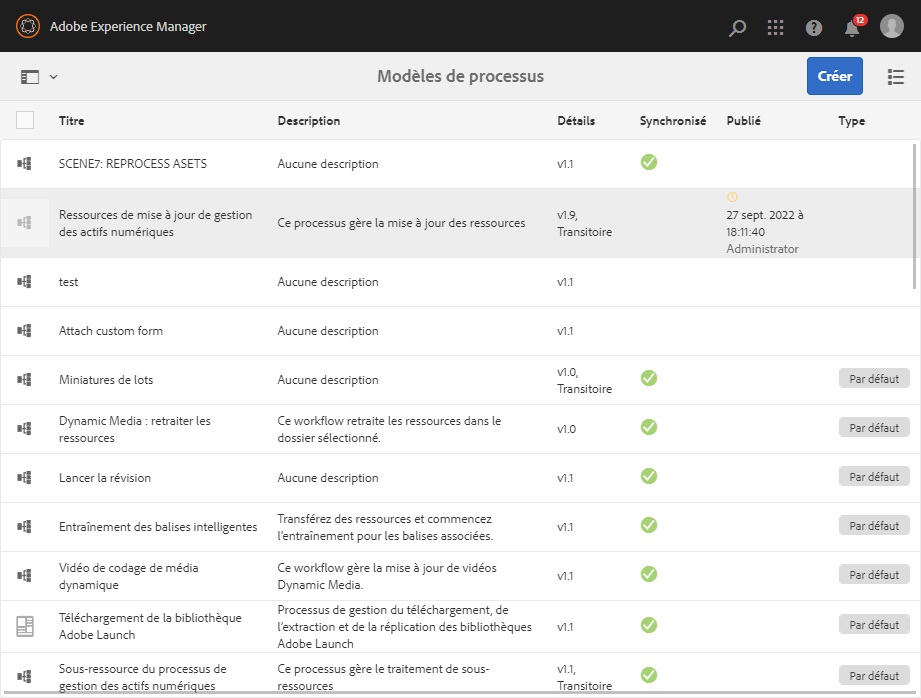 Adobe Experience Manager
12
Modèles de processus
Créer
Titre Description Détails Synchronisé Publié Type
SCENE7: REPROCESS ASETS Aucune description v1.1
Ressources de mise à jour de gestion
des actifs numériques
Ce processus gère la mise à jour des ressources
v1.9,
Transitoire
27 sept. 2022 à
18:11:40
Administrator
test Aucune description v1.1
Attach custom form Aucune description v1.1
Miniatures de lots Aucune description
v1.0,
Transitoire
Par défaut
Dynamic Media : retraiter les
ressources
Ce workflow retraite les ressources dans le
dossier sélectionné.
v1.0
Par défaut
Lancer la révision Aucune description v1.1 Par défaut
Entraînement des balises intelligentes
Transférez des ressources et commencez
l’entraînement pour les balises associées.
v1.1
Par défaut
Vidéo de codage de média
dynamique
Ce workflow gère la mise à jour de vidéos
Dynamic Media.
v1.1
Par défaut
Téléchargement de la bibliothèque
Adobe Launch
Processus de gestion du téléchargement, de
l’extraction et de la réplication des bibliothèques
Adobe Launch
v1.1
Par défaut
Sous-ressource du processus de
gestion des actifs numériques
Ce processus gère le traitement de sous-
ressources
v1.1,
Transitoire
Par défaut